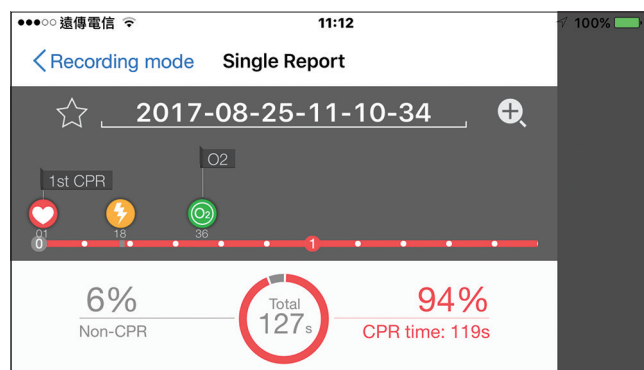 遠傳電信 11:12 100%
Recording mode Single Report
2017-08-25-11-10-34
O2
1st CPR
O2
01 18 36
0 1
6% Total 94%
Non-CPR 127s CPR time: 119s